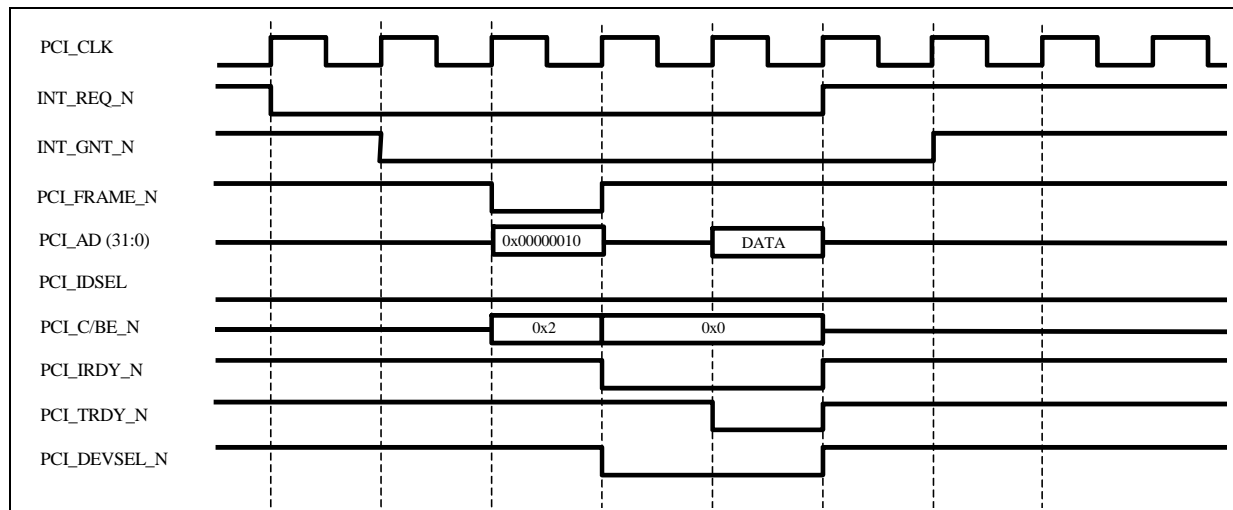 PCI_CLK
INT_REQ_N
INT_GNT_N
PCI_FRAME_N
PCI_AD (31:0) 0x00000010 DATA
PCI_IDSEL
PCI_C/BE_N 0x2 0x0
PCI_IRDY_N
PCI_TRDY_N
PCI_DEVSEL_N